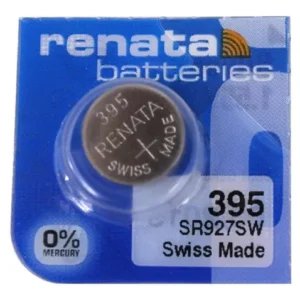 renata
batteries
395
RENATA
+
SWISS MADE
395
SR927SW
0%
MERCURY
Swiss Made